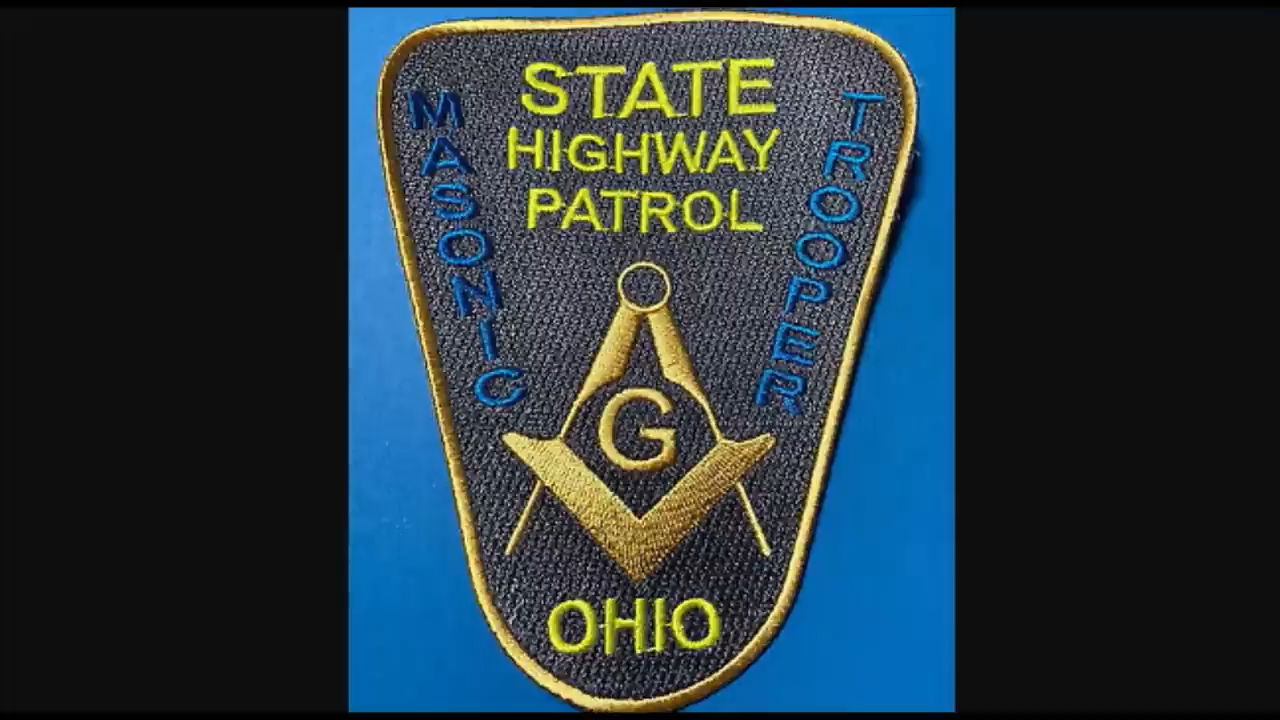 STATE
HIGHWAY
PATROL
MASONIC
TROOPER
G
OHIO